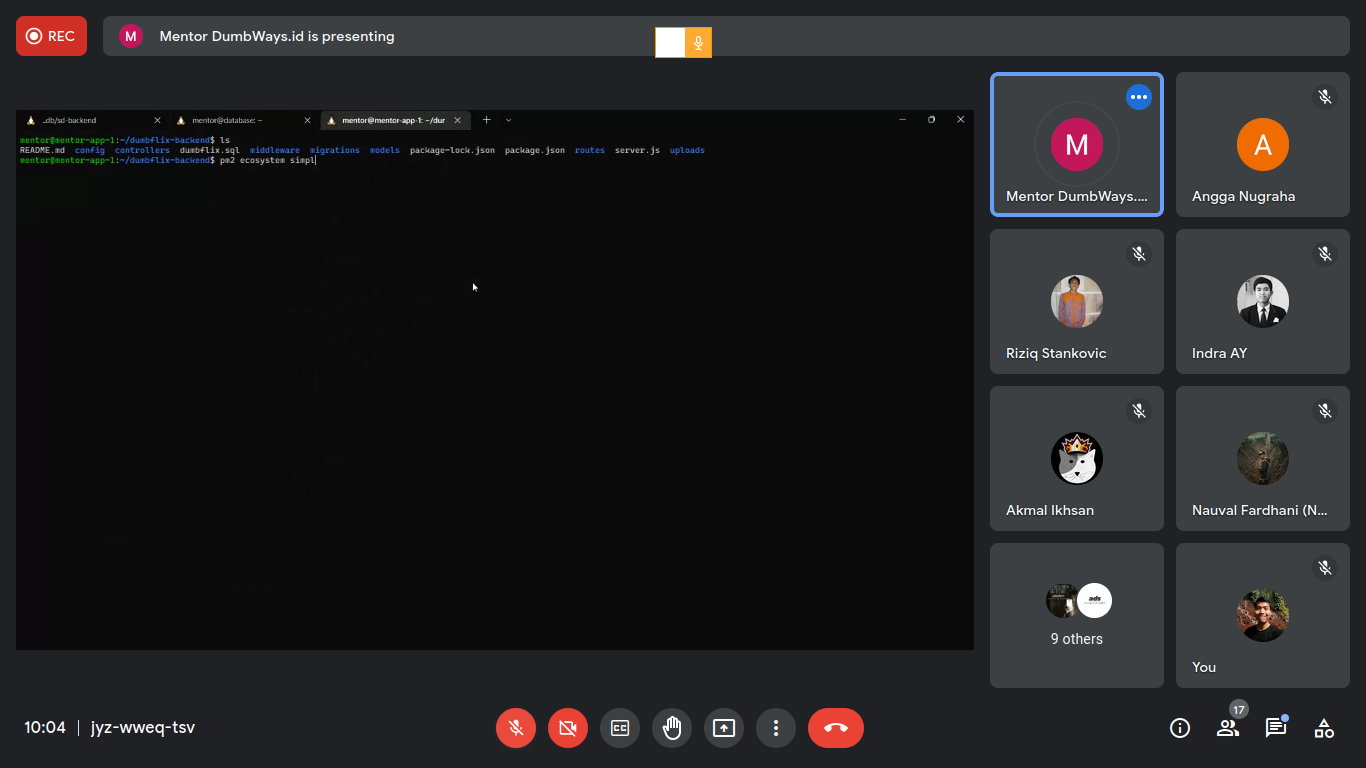 REC
M
Mentor DumbWays.id is presenting
_db/sd-backend
mentor@database: ~
mentor@mentor-app-1: ~/dur
mentor@mentor-app-1:~/dumbflix-backend$ ls
README.md config controllers dumbflix.sql middleware migrations models package-lock.json package.json routes server.js uploads
mentor@mentor-app-1:~/dumbflix-backend$ pm2 ecosystem simpl
M
Mentor DumbWays....
A
Angga Nugraha
Riziq Stankovic
Indra AY
Akmal Ikhsan
Nauval Fardhani (N...
ads
9 others
You
10:04
jyz-wweq-tsv
CC
17